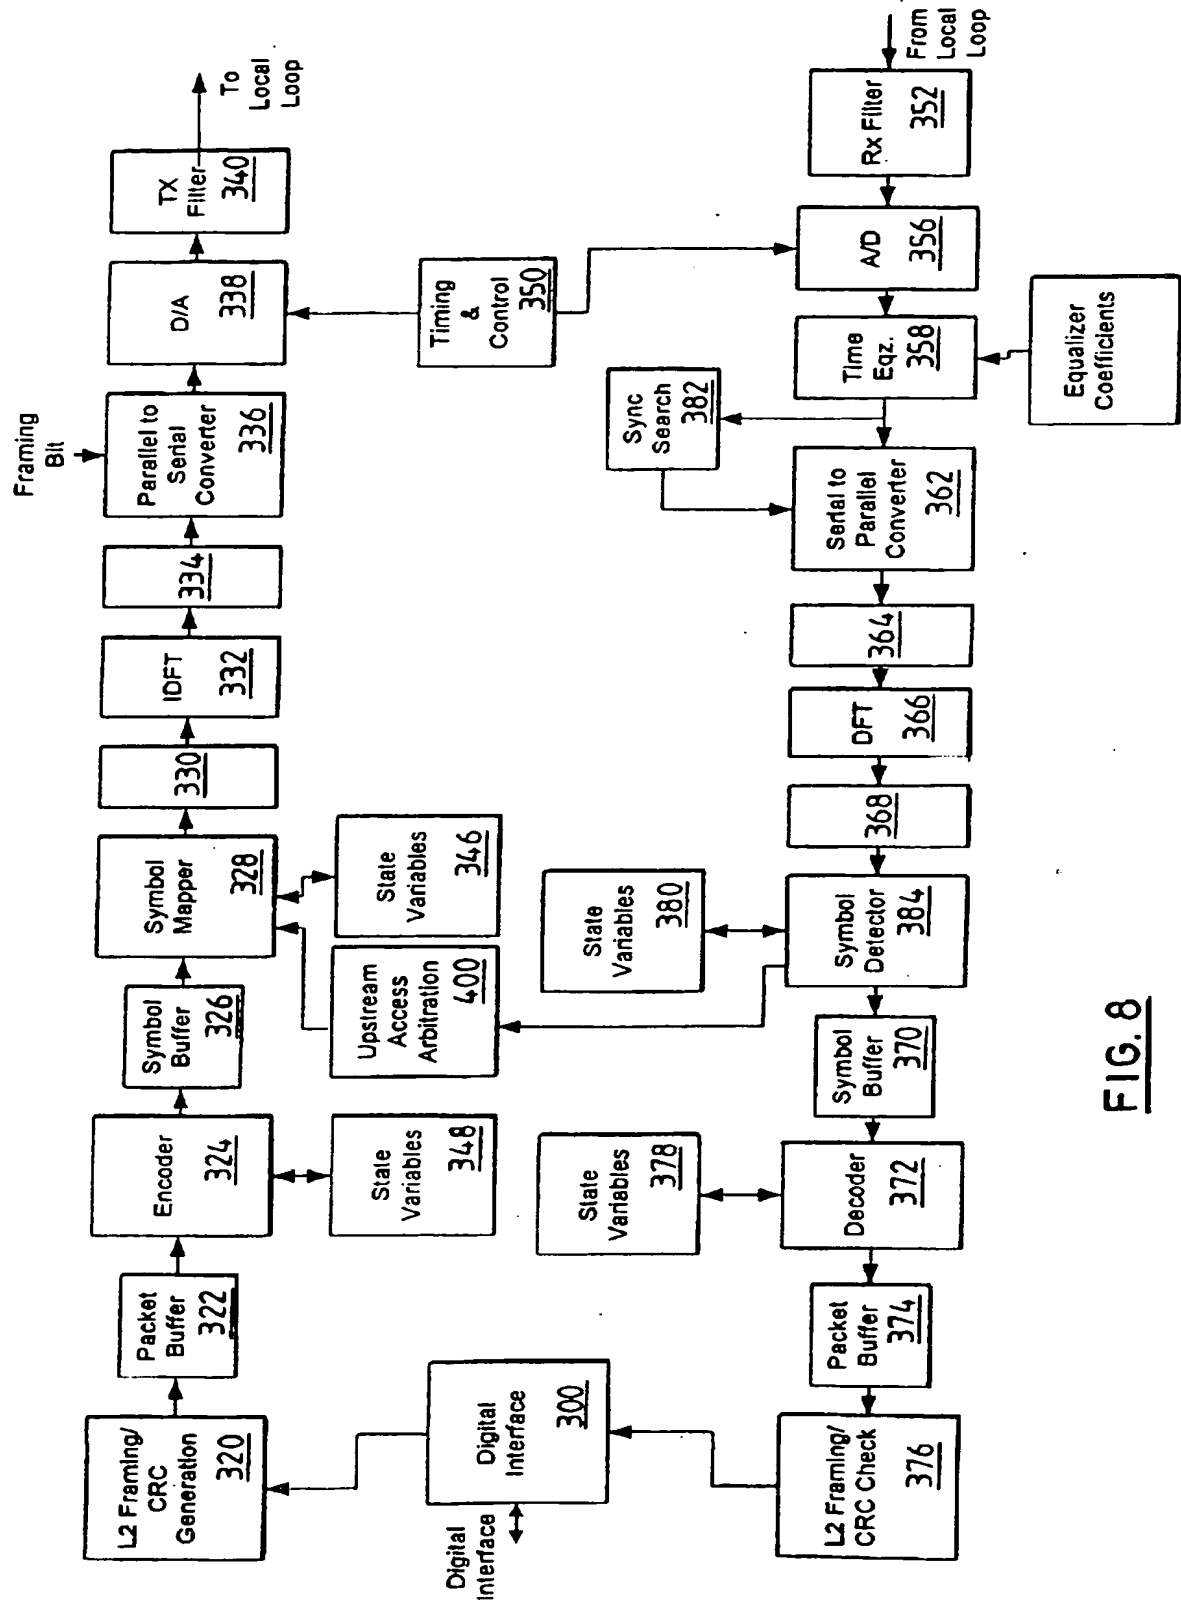 L2 Framing/
CRC
Generation
320
Packet
Buffer
322
Encoder
324
Symbol
Buffer
326
Symbol
Mapper
328
330
IDFT
332
334
Framing
Bit
Parallel to
Serial
Converter
336
D/A
338
TX
Filter
340
To
Local
Loop
State
Variables
348
Upstream
Access
Arbitration
400
State
Variables
346
Timing
&
Control
350
Digital
Interface
Digital
Interface
300
State
Variables
378
State
Variables
380
Sync
Search
382
L2 Framing/
CRC Check
376
Packet
Buffer
374
Decoder
372
Symbol
Buffer
370
Symbol
Detector
384
368
DFT
366
364
Serial to
Parallel
Converter
362
Time
Eqz.
358
A/D
356
Rx Filter
352
From
Local
Loop
Equalizer
Coefficients
FIG. 8